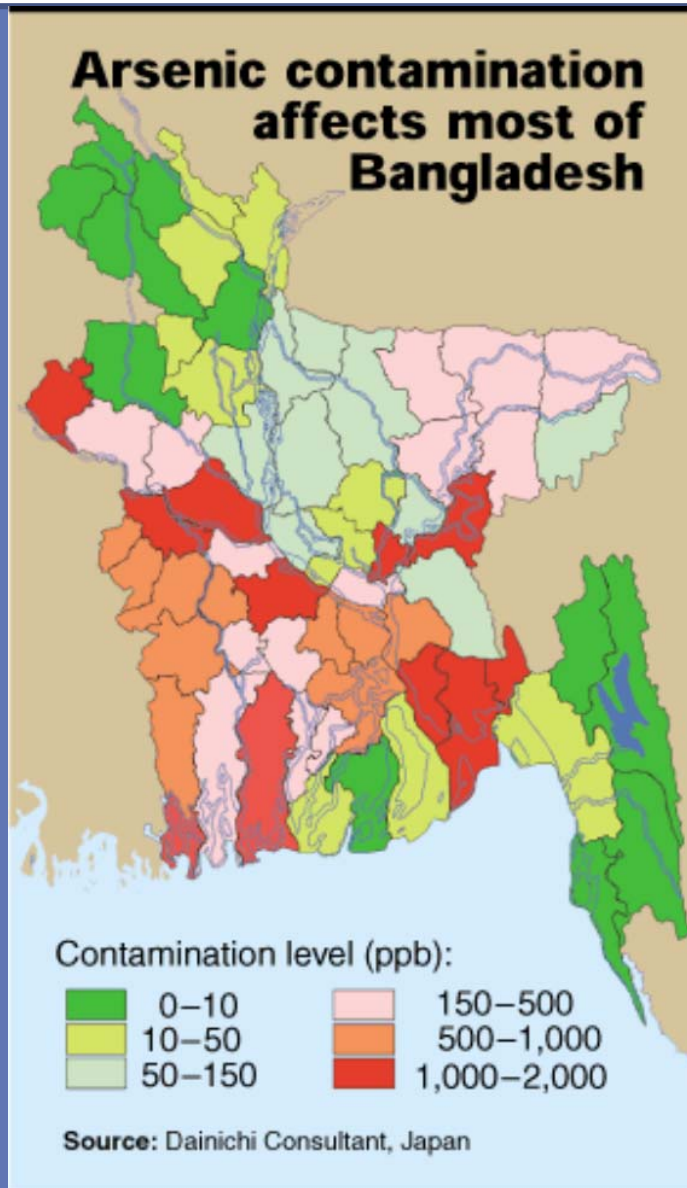 Arsenic contamination
affects most of
Bangladesh
Contamination level (ppb):
0–10
10–50
50–150
150–500
500–1,000
1,000–2,000
Source: Dainichi Consultant, Japan